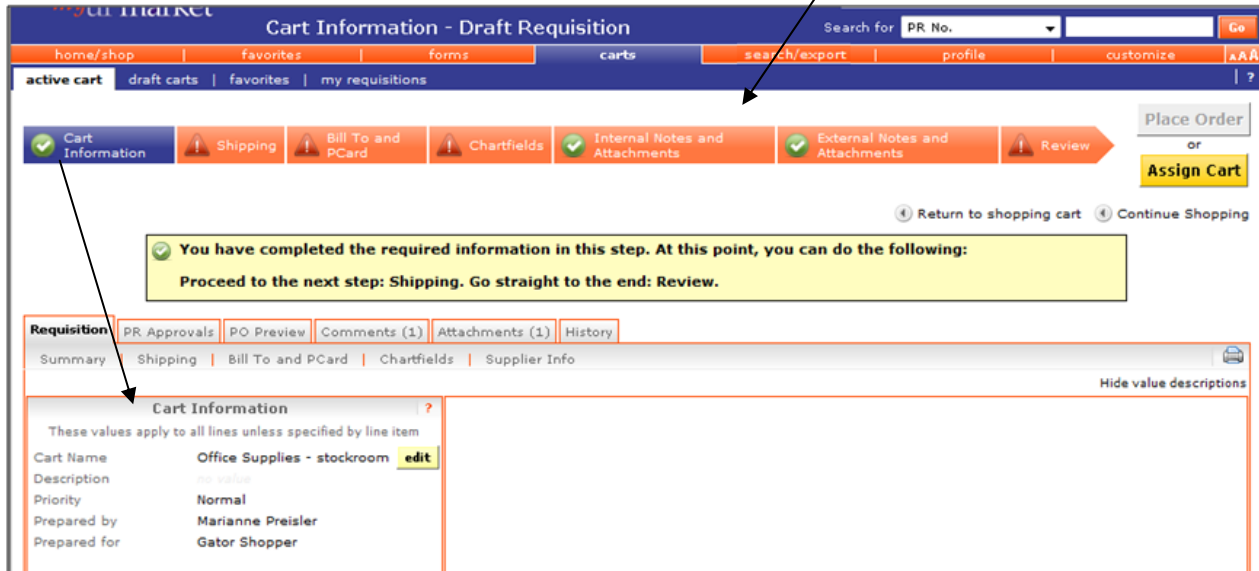 market
Cart Information - Draft Requisition
Search for PR No. Go
home/shop | favorites | forms carts search/export | profile | customize AAA
active cart draft carts | favorites | my requisitions | ?
Cart Information
Shipping
Bill To and PCard
Chartfields
Internal Notes and Attachments
External Notes and Attachments
Review
Place Order
or
Assign Cart
Return to shopping cart Continue Shopping
You have completed the required information in this step. At this point, you can do the following:
Proceed to the next step: Shipping. Go straight to the end: Review.
Requisition PR Approvals PO Preview Comments (1) Attachments (1) History
Summary | Shipping | Bill To and PCard | Chartfields | Supplier Info
Hide value descriptions
Cart Information ?
These values apply to all lines unless specified by line item
Cart Name Office Supplies - stockroom edit
Description no value
Priority Normal
Prepared by Marianne Preisler
Prepared for Gator Shopper